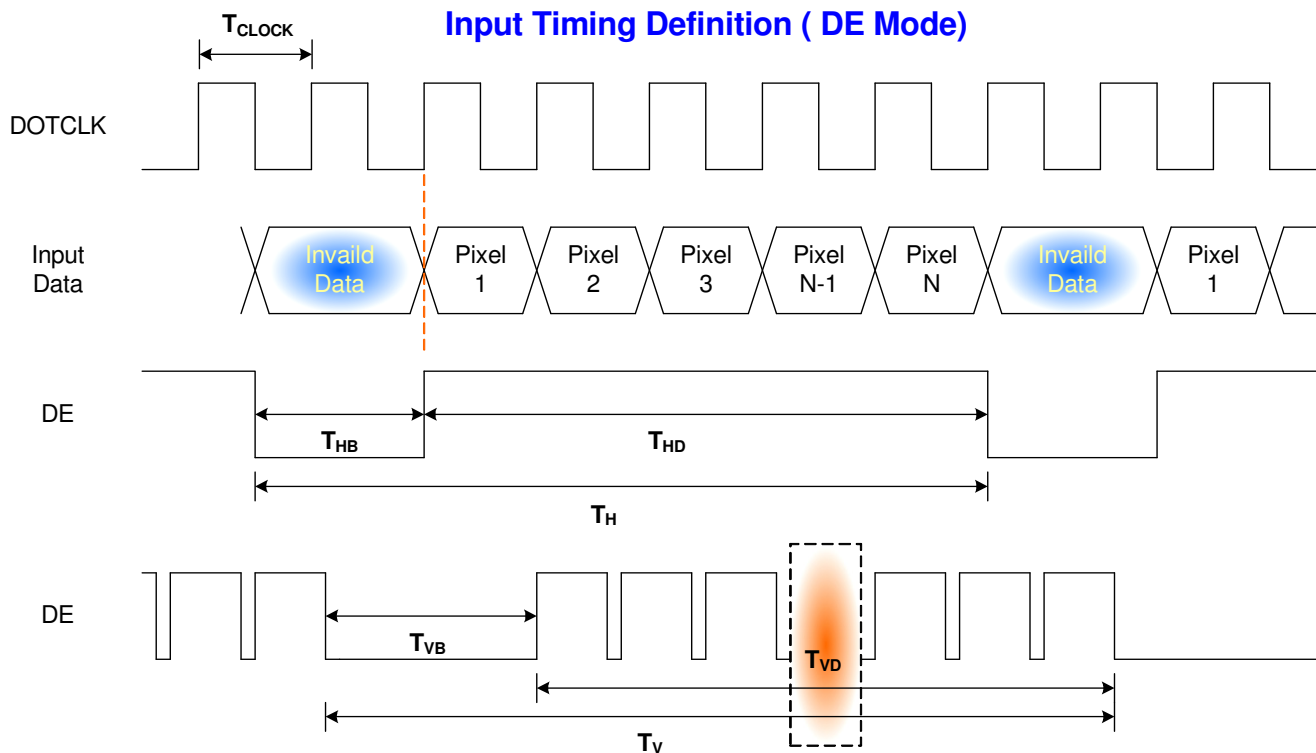 Input Timing Definition ( DE Mode)
TCLOCK
DOTCLK
Input
Data
Invaild
Data
Pixel
1
Pixel
2
Pixel
3
Pixel
N-1
Pixel
N
Invaild
Data
Pixel
1
DE
THB
THD
TH
DE
TVB
TVD
TV